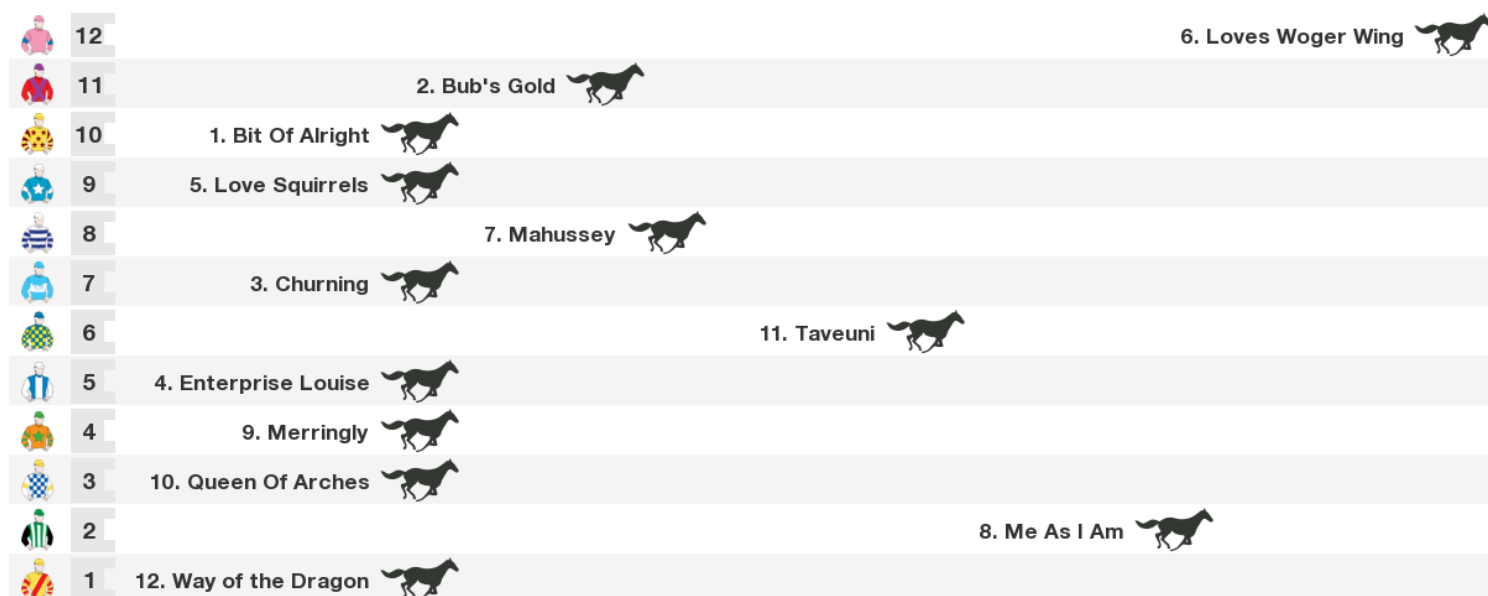 12 6. Loves Woger Wing
11 2. Bub's Gold
10 1. Bit Of Alright
9 5. Love Squirrels
8 7. Mahussey
7 3. Churning
6 11. Taveuni
5 4. Enterprise Louise
4 9. Merringly
3 10. Queen Of Arches
2 8. Me As I Am
1 12. Way of the Dragon